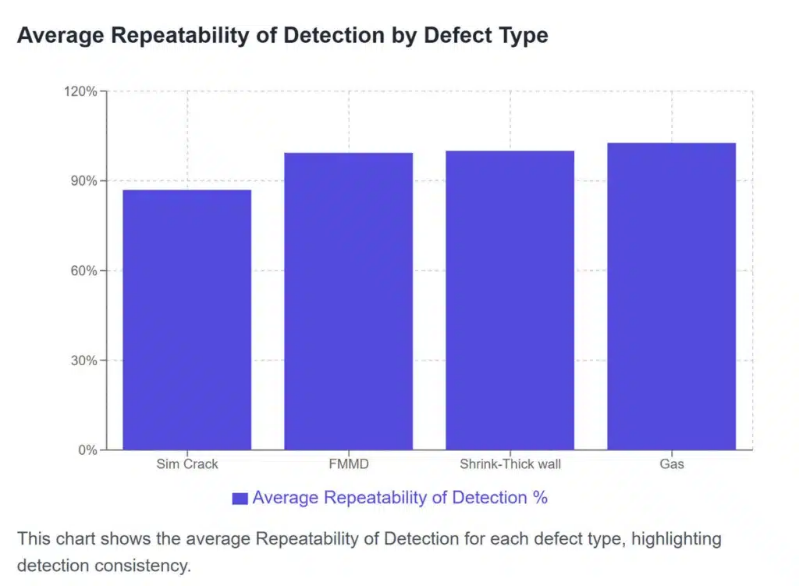 Average Repeatability of Detection by Defect Type
120%
90%
60%
30%
0%
Sim Crack
FMMD
Shrink-Thick wall
Gas
Average Repeatability of Detection %
This chart shows the average Repeatability of Detection for each defect type, highlighting
detection consistency.